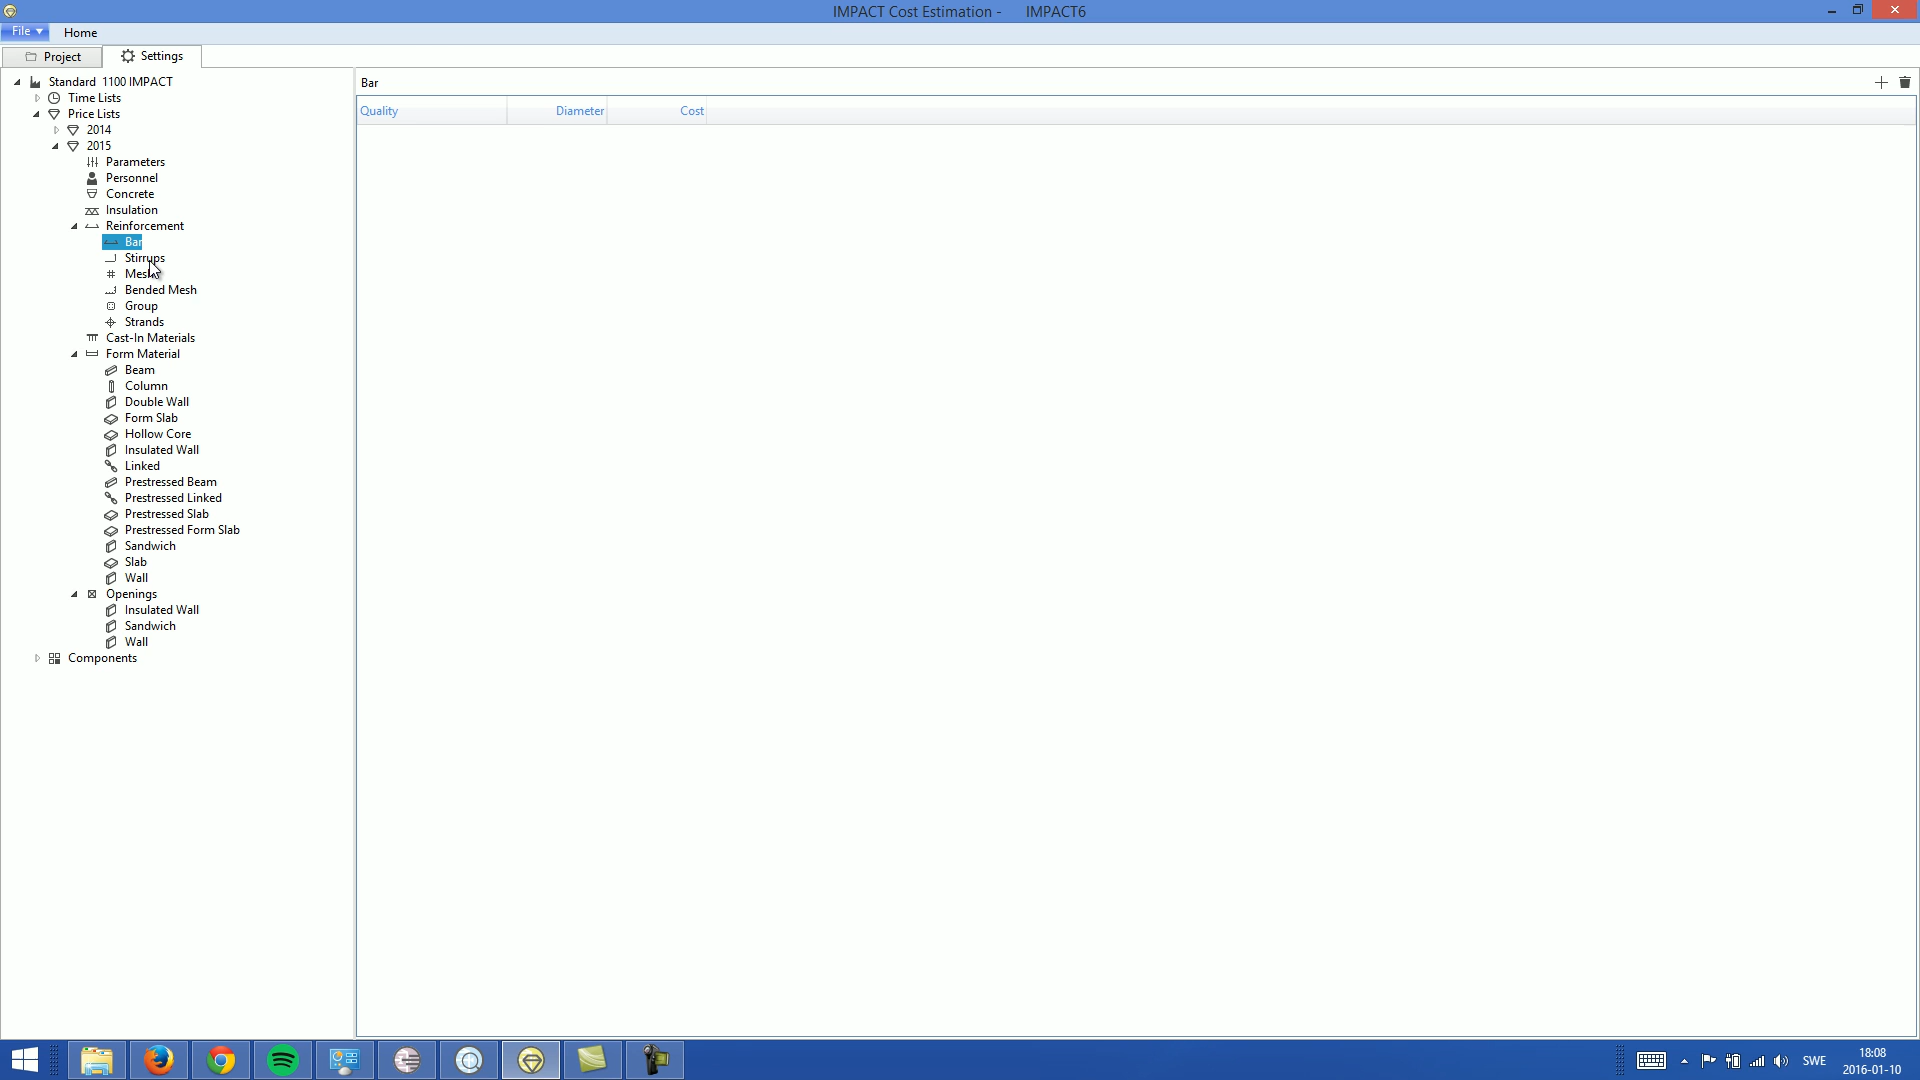 IMPACT Cost Estimation - IMPACT6
File Home
Project Settings
Standard 1100 IMPACT
Time Lists
Price Lists
2014
2015
Parameters
Personnel
Concrete
Insulation
Reinforcement
Bar
Stirrups
Mesh
Bended Mesh
Group
Strands
Cast-In Materials
Form Material
Beam
Column
Double Wall
Form Slab
Hollow Core
Insulated Wall
Linked
Prestressed Beam
Prestressed Linked
Prestressed Slab
Prestressed Form Slab
Sandwich
Slab
Wall
Openings
Insulated Wall
Sandwich
Wall
Components
Bar
Quality Diameter Cost
SWE
18:08
2016-01-10